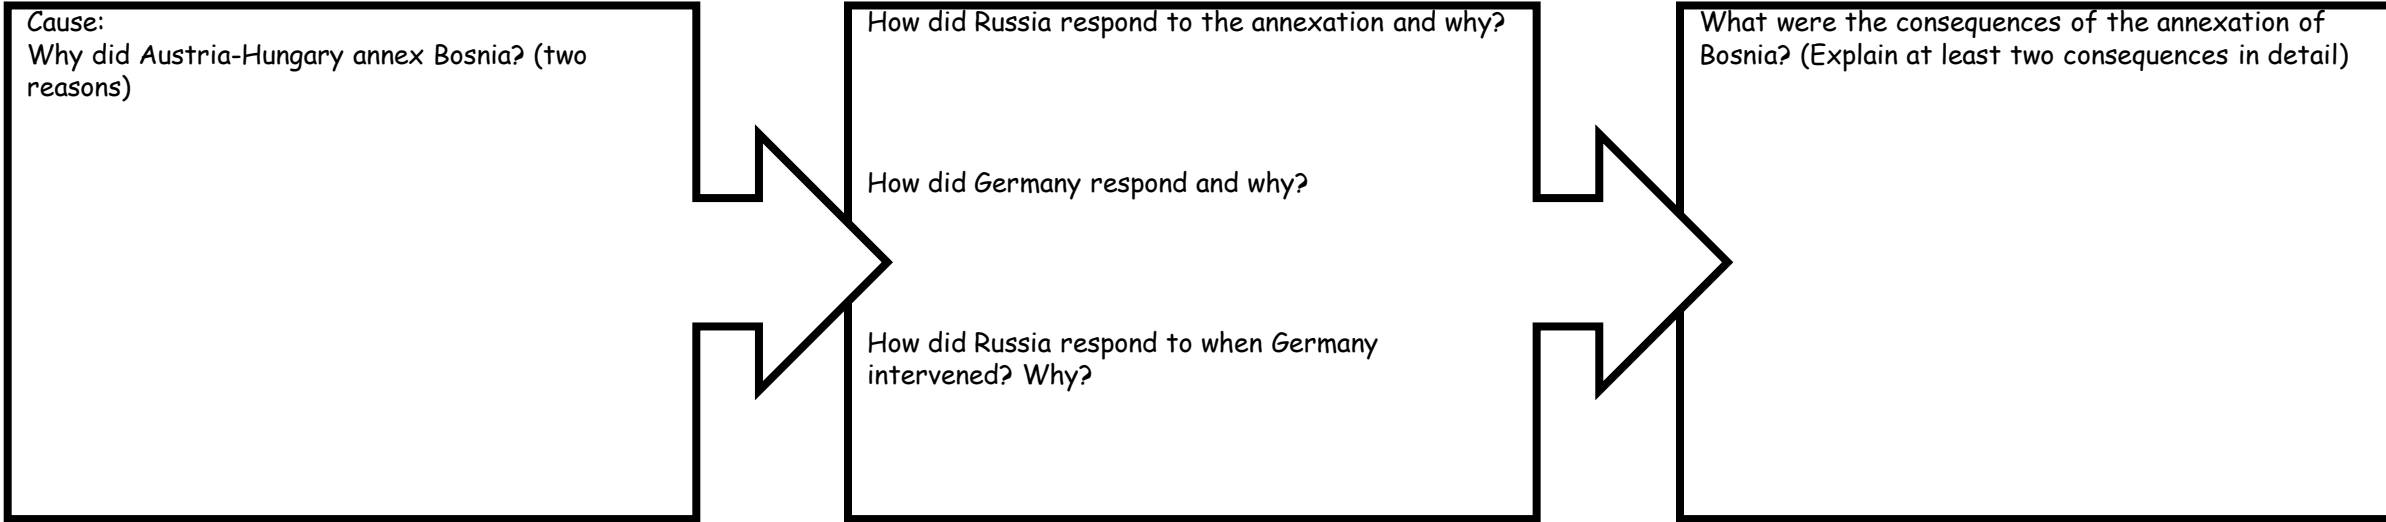 Cause:
Why did Austria-Hungary annex Bosnia? (two
reasons)
How did Russia respond to the annexation and why?
How did Germany respond and why?
How did Russia respond to when Germany
intervened? Why?
What were the consequences of the annexation of
Bosnia? (Explain at least two consequences in detail)